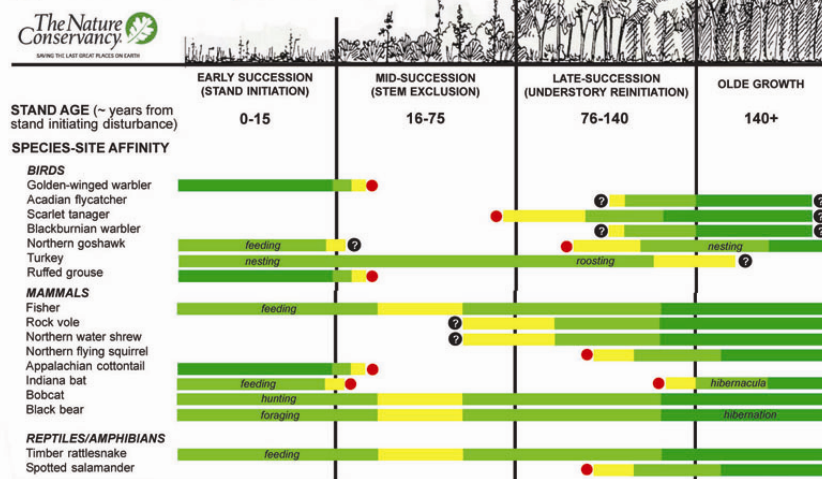 The Nature
Conservancy
SAVING THE LAST GREAT PLACES ON EARTH
EARLY SUCCESSION
(STAND INITIATION)
MID-SUCCESSION
(STEM EXCLUSION)
LATE-SUCCESSION
(UNDERSTORY REINITIATION)
OLDE GROWTH
STAND AGE (~ years from
stand initiating disturbance)
0-15
16-75
76-140
140+
SPECIES-SITE AFFINITY
BIRDS
Golden-winged warbler
Acadian flycatcher
? ?
Scarlet tanager
?
Blackburnian warbler
? ?
Northern goshawk
feeding ? nesting
Turkey
nesting roosting ?
Ruffed grouse
MAMMALS
Fisher
feeding
Rock vole
?
Northern water shrew
?
Northern flying squirrel
Appalachian cottontail
Indiana bat
feeding hibernacula
Bobcat
hunting
Black bear
foraging hibernation
REPTILES/AMPHIBIANS
Timber rattlesnake
feeding
Spotted salamander